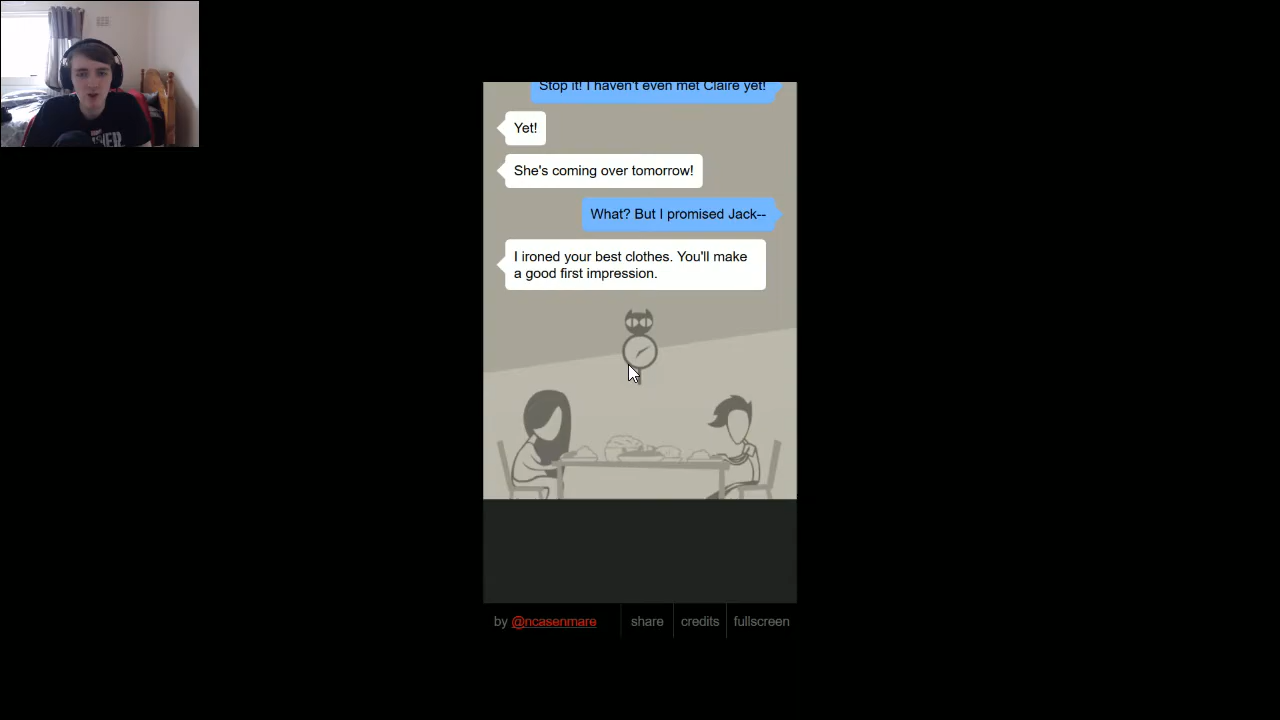 Stop it! I haven't even met Claire yet!
Yet!
She's coming over tomorrow!
What? But I promised Jack--
I ironed your best clothes. You'll make
a good first impression.
by @ncasenmare share credits fullscreen